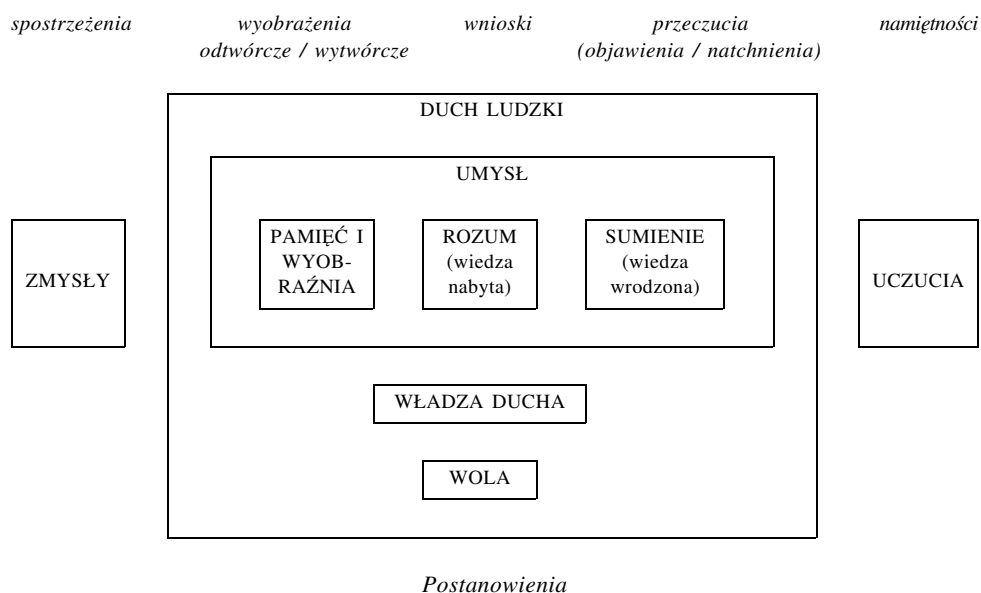 spostrzeżenia wyobrażenia wnioski przeczucia namiętności
odtwórcze / wytwórcze (objawienia / natchnienia)
DUCH LUDZKI
UMYSŁ
PAMIĘĆ I ROZUM SUMIENIE
ZMYSŁY WYOB- (wiedza (wiedza UCZUCIA
RAŹNIA nabyta) wrodzona)
WŁADZA DUCHA
WOLA
Postanowienia